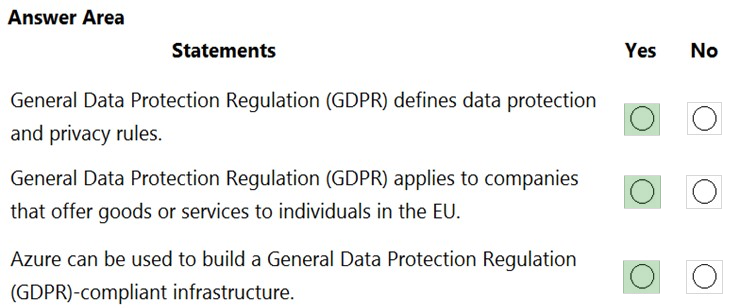 Answer Area
Statements Yes No
General Data Protection Regulation (GDPR) defines data protection
and privacy rules.
General Data Protection Regulation (GDPR) applies to companies
that offer goods or services to individuals in the EU.
Azure can be used to build a General Data Protection Regulation
(GDPR)-compliant infrastructure.